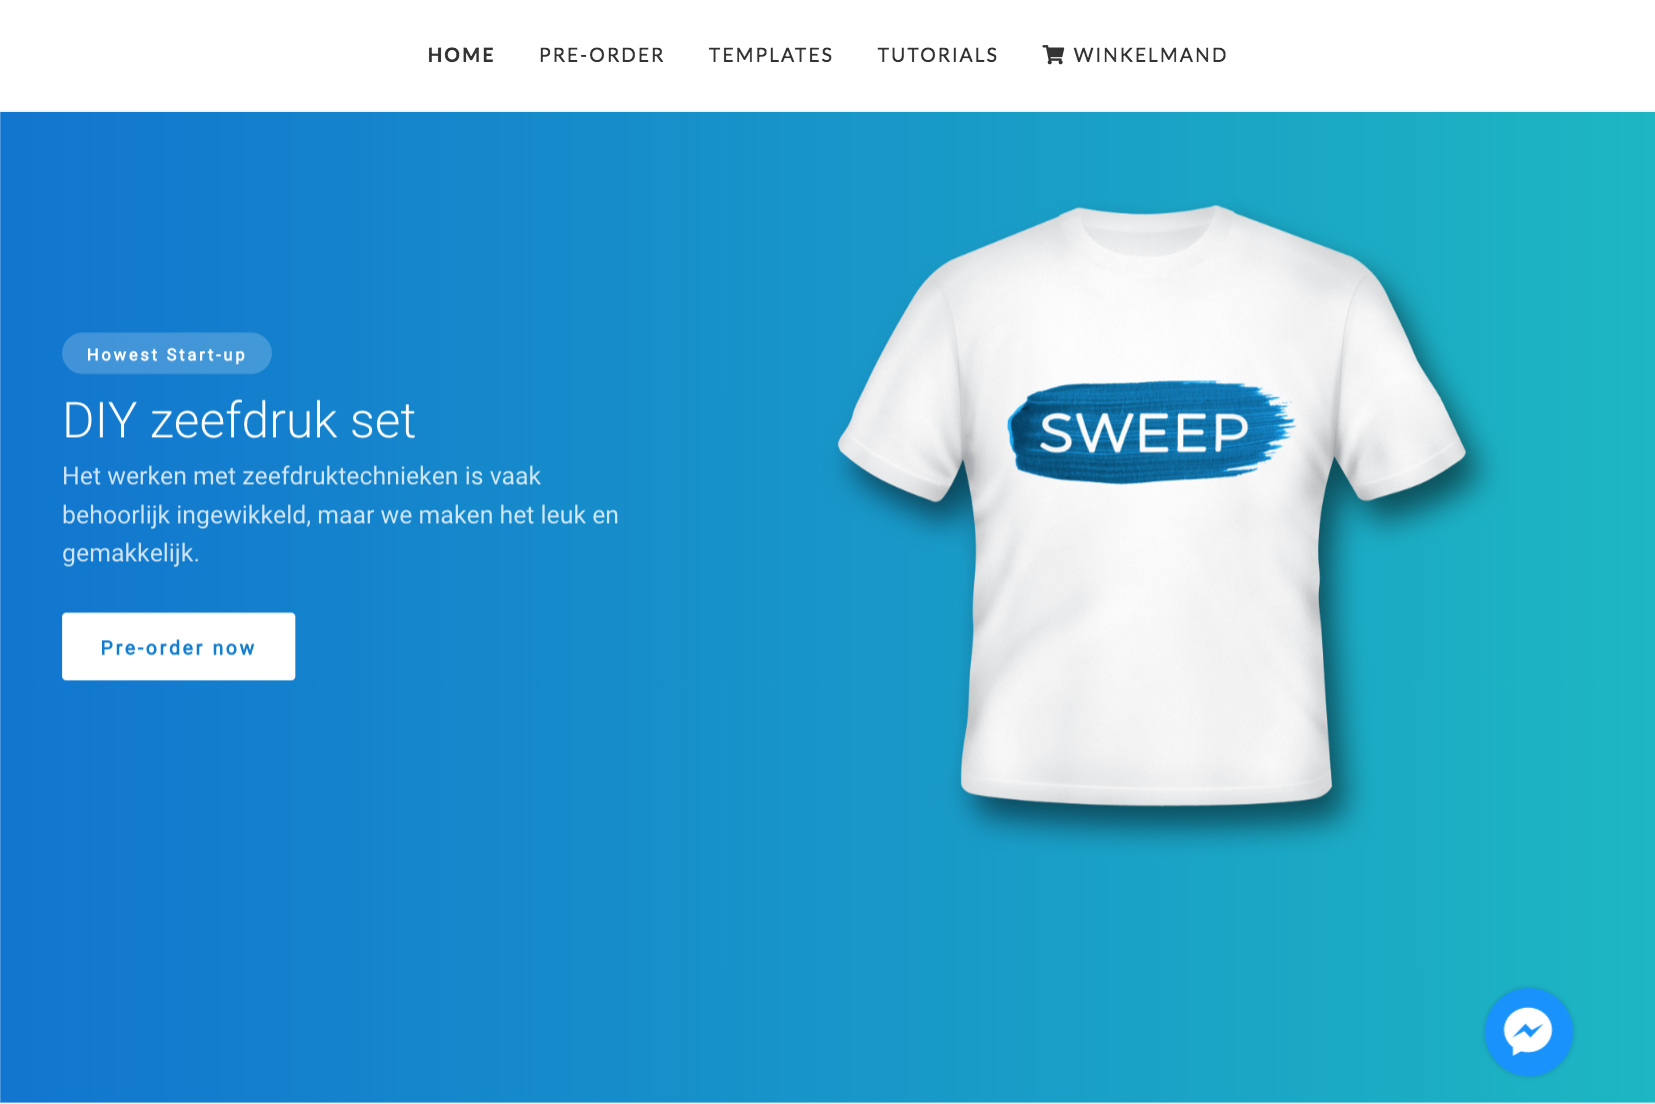 HOME PRE-ORDER TEMPLATES TUTORIALS WINKELMAND
Howest Start-up
DIY zeefdruk set
Het werken met zeefdruktechnieken is vaak
behoorlijk ingewikkeld, maar we maken het leuk en
gemakkelijk.
Pre-order now
SWEEP